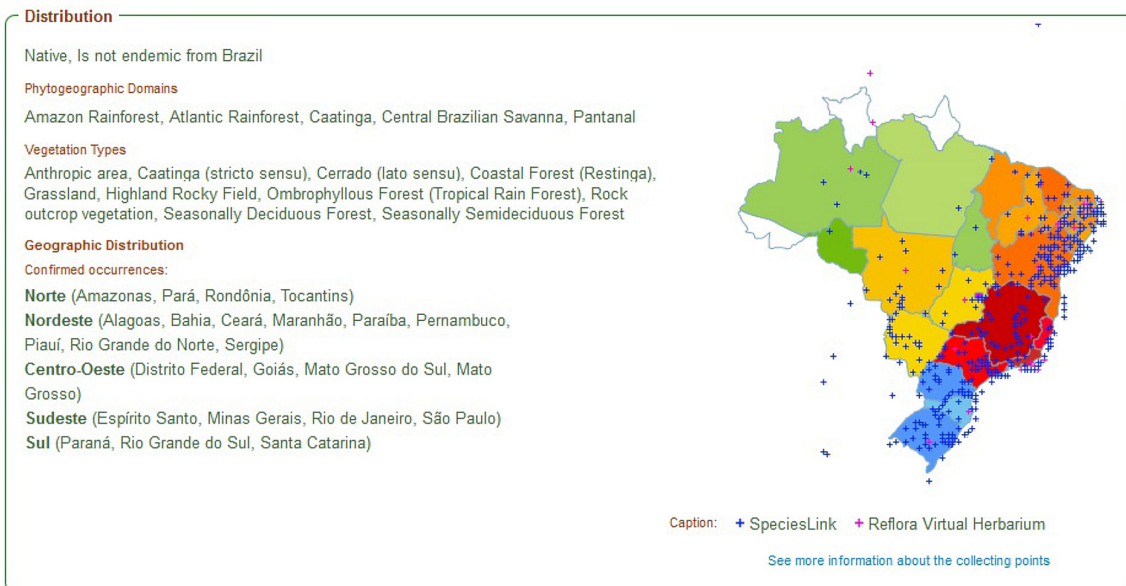 Distribution
Native, Is not endemic from Brazil
Phytogeographic Domains
Amazon Rainforest, Atlantic Rainforest, Caatinga, Central Brazilian Savanna, Pantanal
Vegetation Types
Anthropic area, Caatinga (stricto sensu), Cerrado (lato sensu), Coastal Forest (Restinga),
Grassland, Highland Rocky Field, Ombrophyllous Forest (Tropical Rain Forest), Rock
outcrop vegetation, Seasonally Deciduous Forest, Seasonally Semideciduous Forest
Geographic Distribution
Confirmed occurrences:
Norte (Amazonas, Pará, Rondônia, Tocantins)
Nordeste (Alagoas, Bahia, Ceará, Maranhão, Paraíba, Pernambuco,
Piauí, Rio Grande do Norte, Sergipe)
Centro-Oeste (Distrito Federal, Goiás, Mato Grosso do Sul, Mato
Grosso)
Sudeste (Espírito Santo, Minas Gerais, Rio de Janeiro, São Paulo)
Sul (Paraná, Rio Grande do Sul, Santa Catarina)
Caption: + SpeciesLink + Reflora Virtual Herbarium
See more information about the collecting points